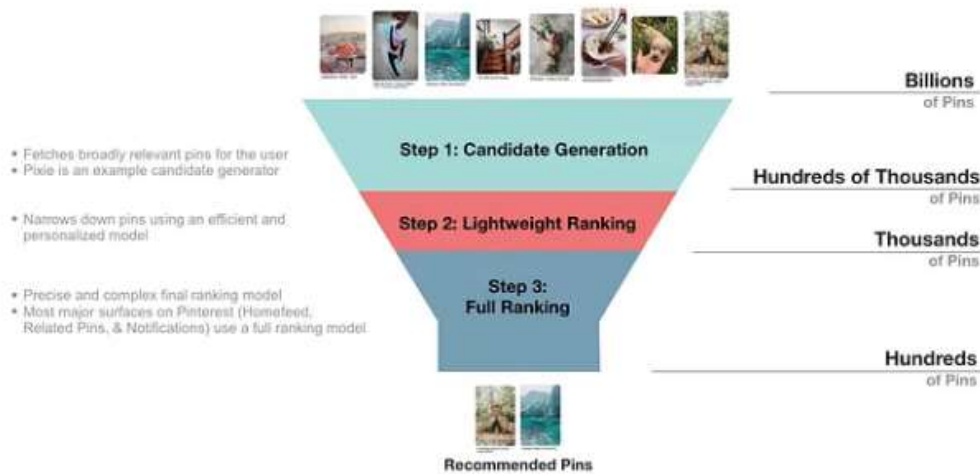 Billions
of Pins
Step 1: Candidate Generation
• Fetches broadly relevant pins for the user
• Pixie is an example candidate generator
Hundreds of Thousands
of Pins
Step 2: Lightweight Ranking
• Narrows down pins using an efficient and
personalized model
Thousands
of Pins
Step 3:
Full Ranking
• Precise and complex final ranking model
• Most major surfaces on Pinterest (Homefeed,
Related Pins, & Notifications) use a full ranking model
Hundreds
of Pins
Recommended Pins